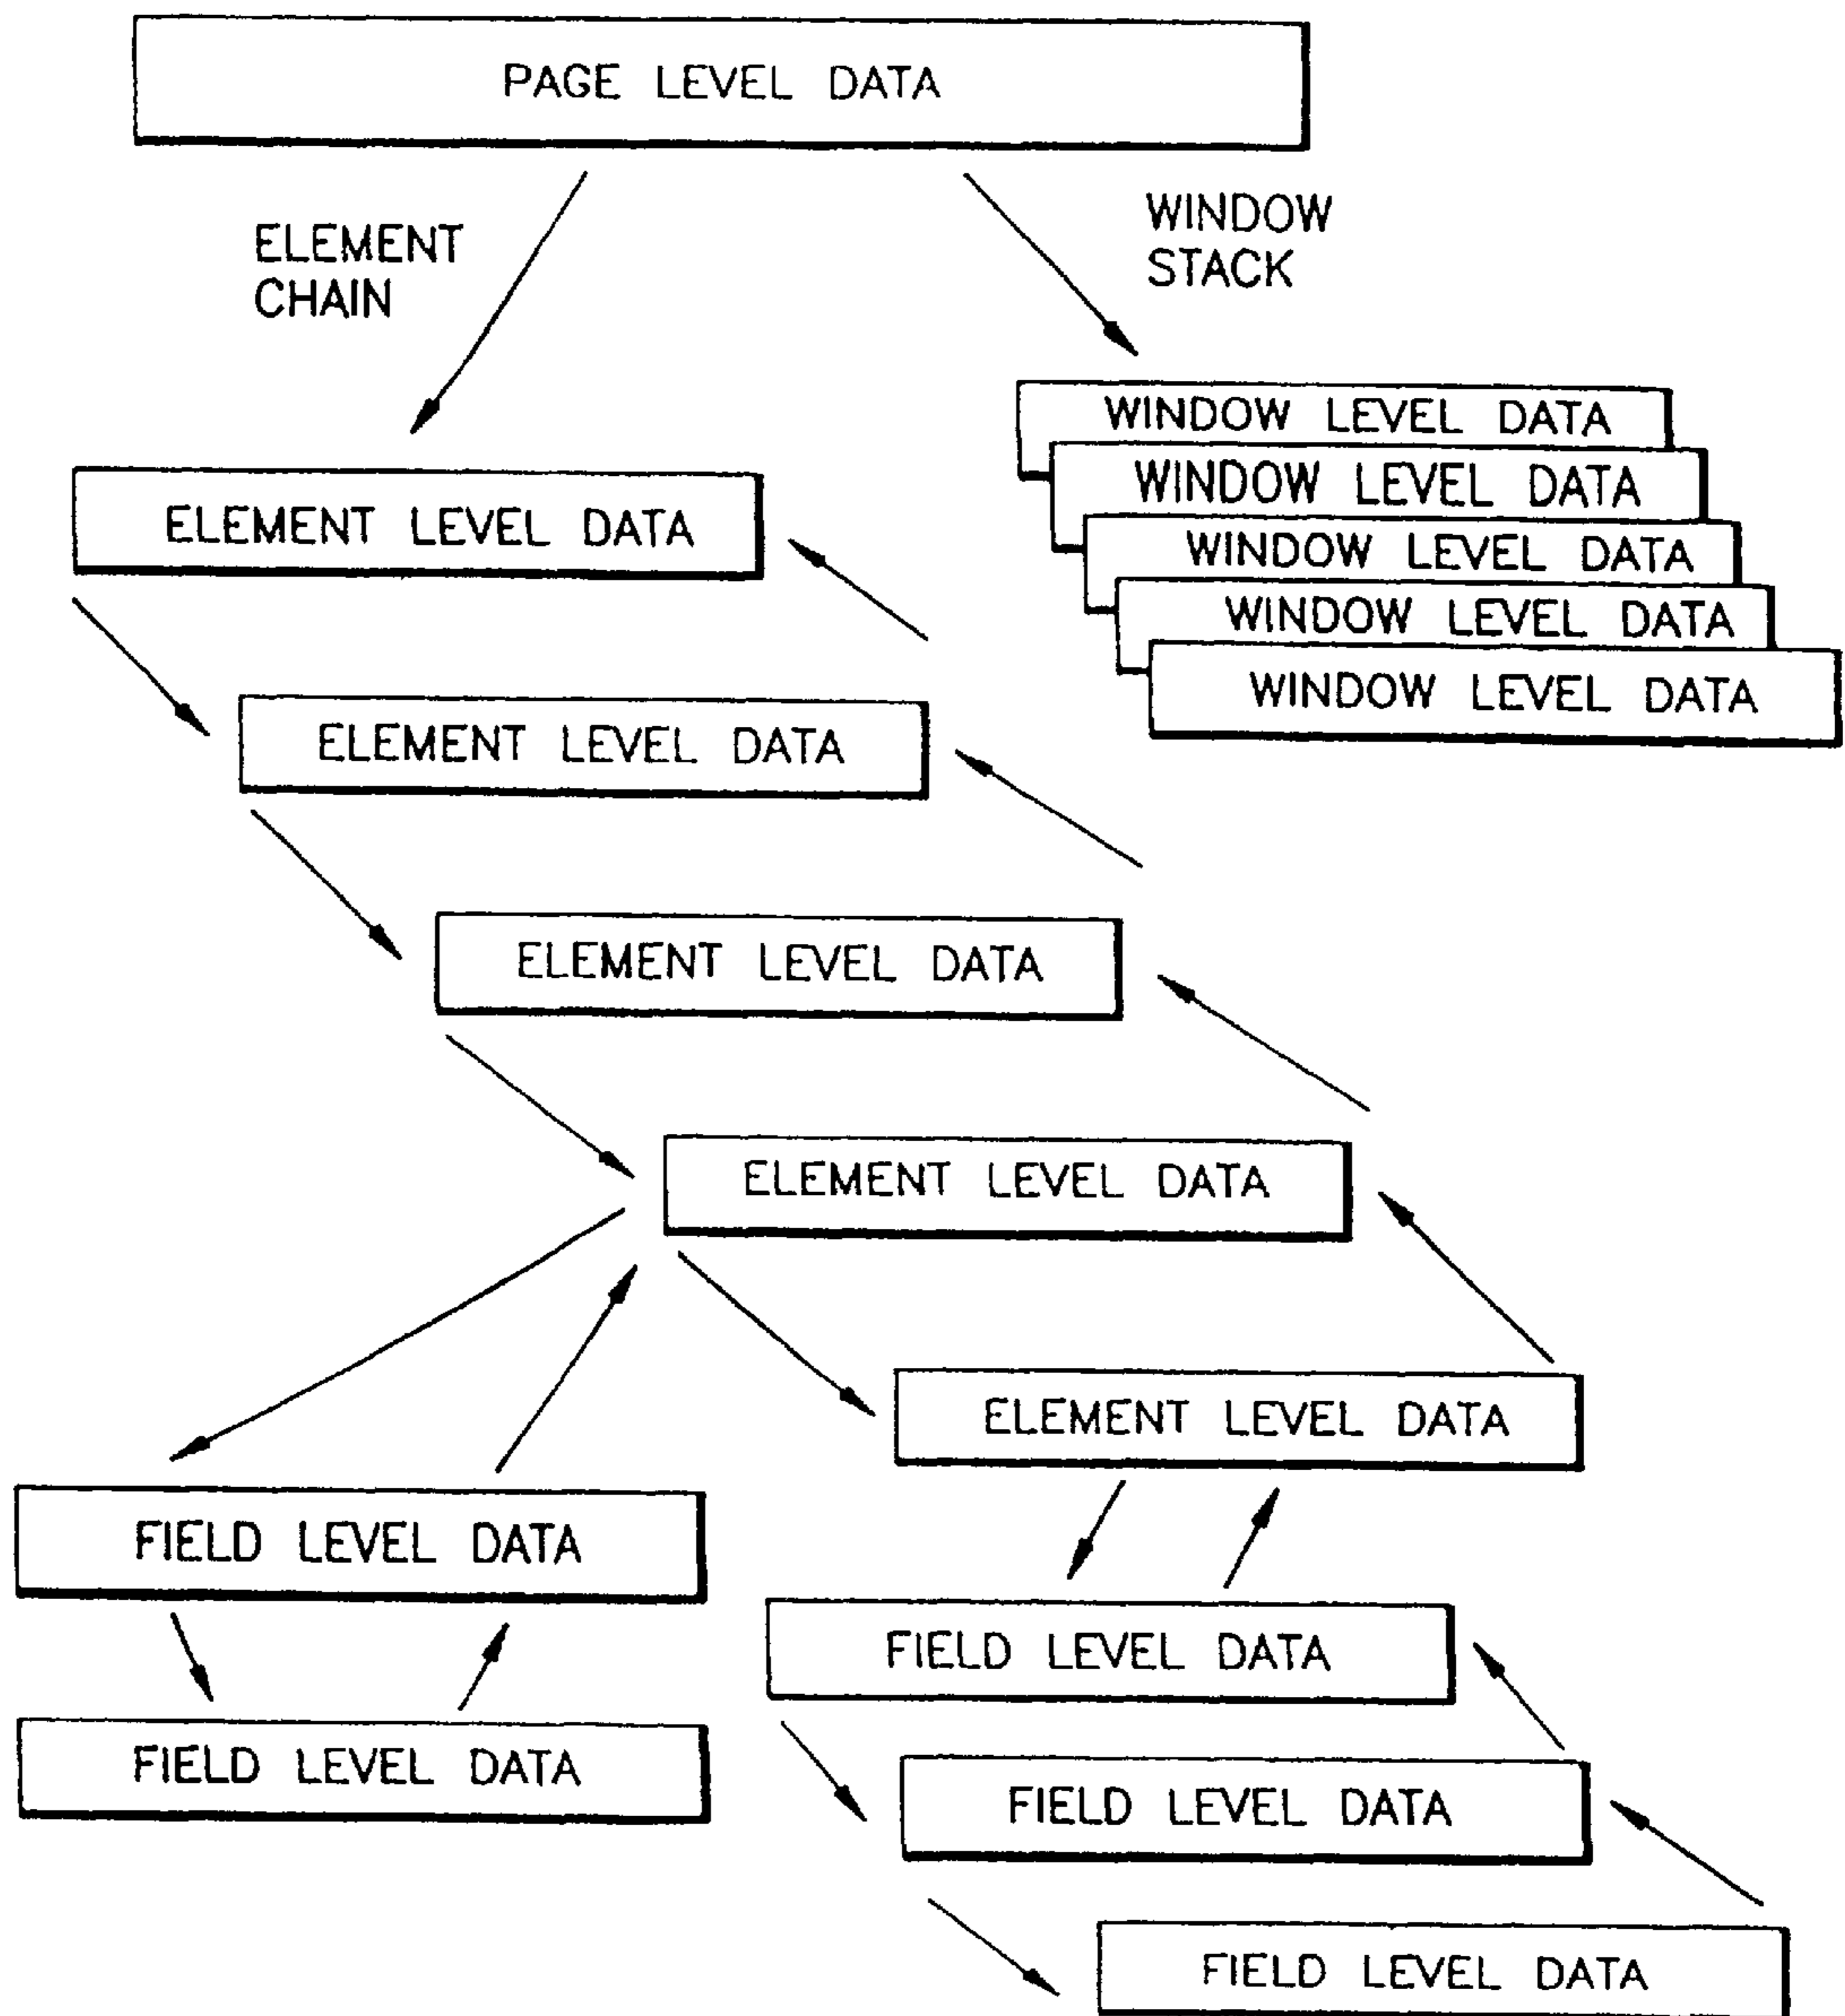 PAGE LEVEL DATA
ELEMENT
CHAIN
WINDOW
STACK
WINDOW LEVEL DATA
WINDOW LEVEL DATA
WINDOW LEVEL DATA
WINDOW LEVEL DATA
WINDOW LEVEL DATA
ELEMENT LEVEL DATA
ELEMENT LEVEL DATA
ELEMENT LEVEL DATA
ELEMENT LEVEL DATA
ELEMENT LEVEL DATA
FIELD LEVEL DATA
FIELD LEVEL DATA
FIELD LEVEL DATA
FIELD LEVEL DATA
FIELD LEVEL DATA